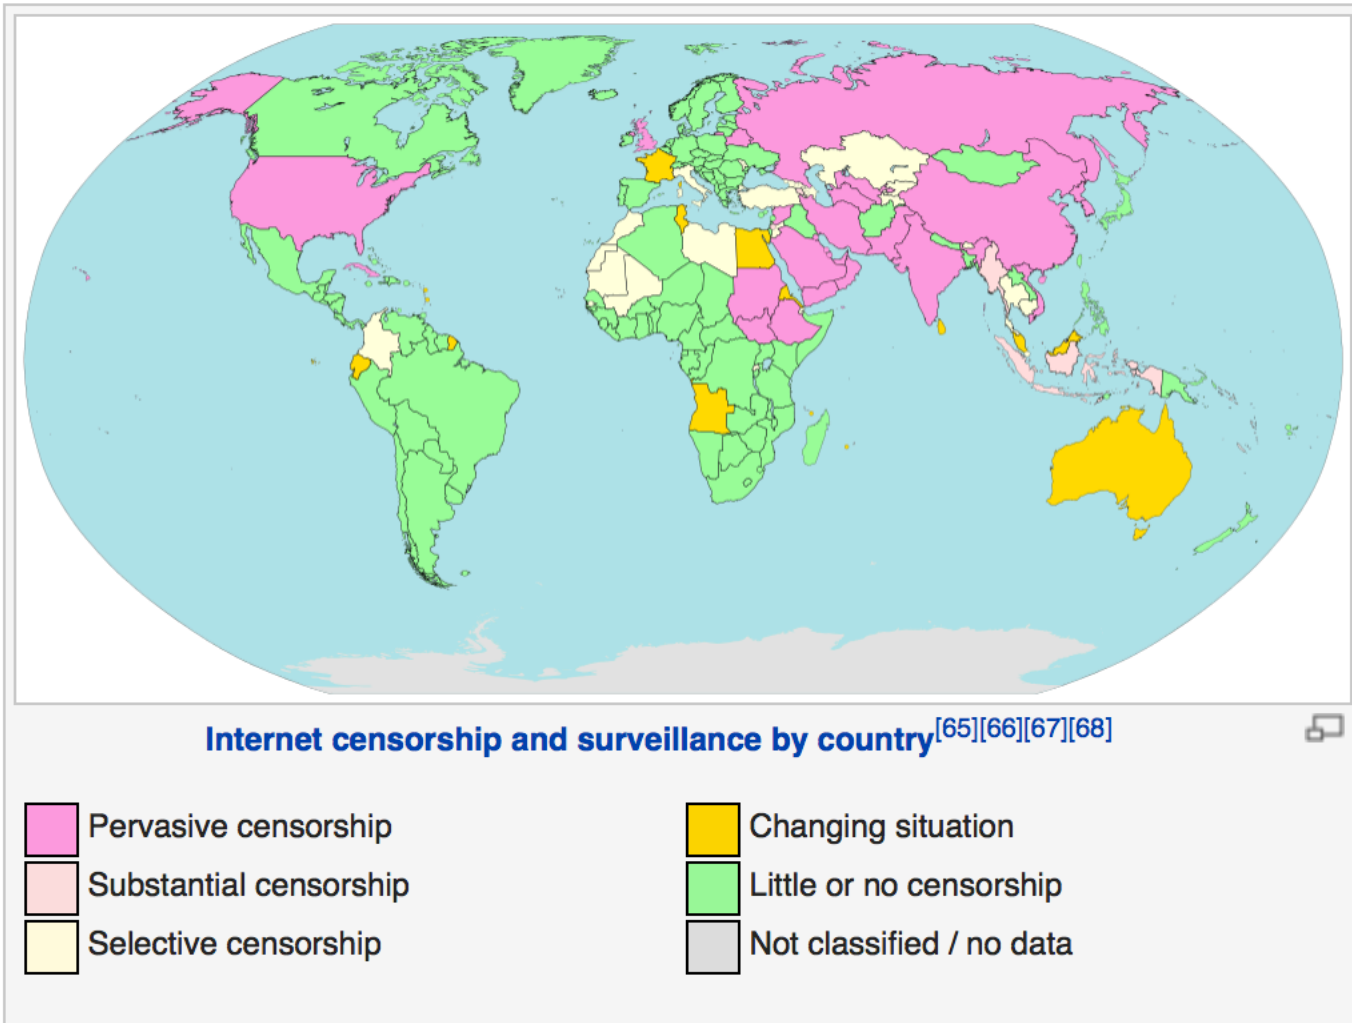 Internet censorship and surveillance by country[65][66][67][68]
Pervasive censorship
Substantial censorship
Selective censorship
Changing situation
Little or no censorship
Not classified / no data